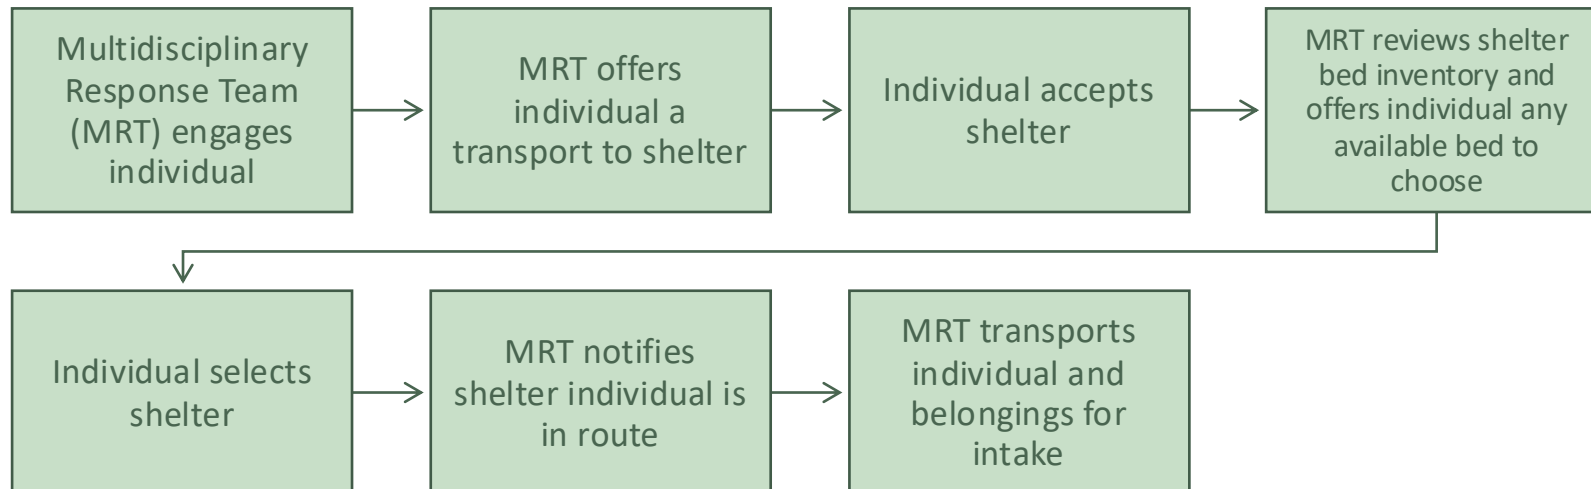 Multidisciplinary
Response Team
(MRT) engages
individual
MRT offers
individual a
transport to shelter
Individual accepts
shelter
MRT reviews shelter
bed inventory and
offers individual any
available bed to
choose
Individual selects
shelter
MRT notifies
shelter individual is
in route
MRT transports
individual and
belongings for
intake